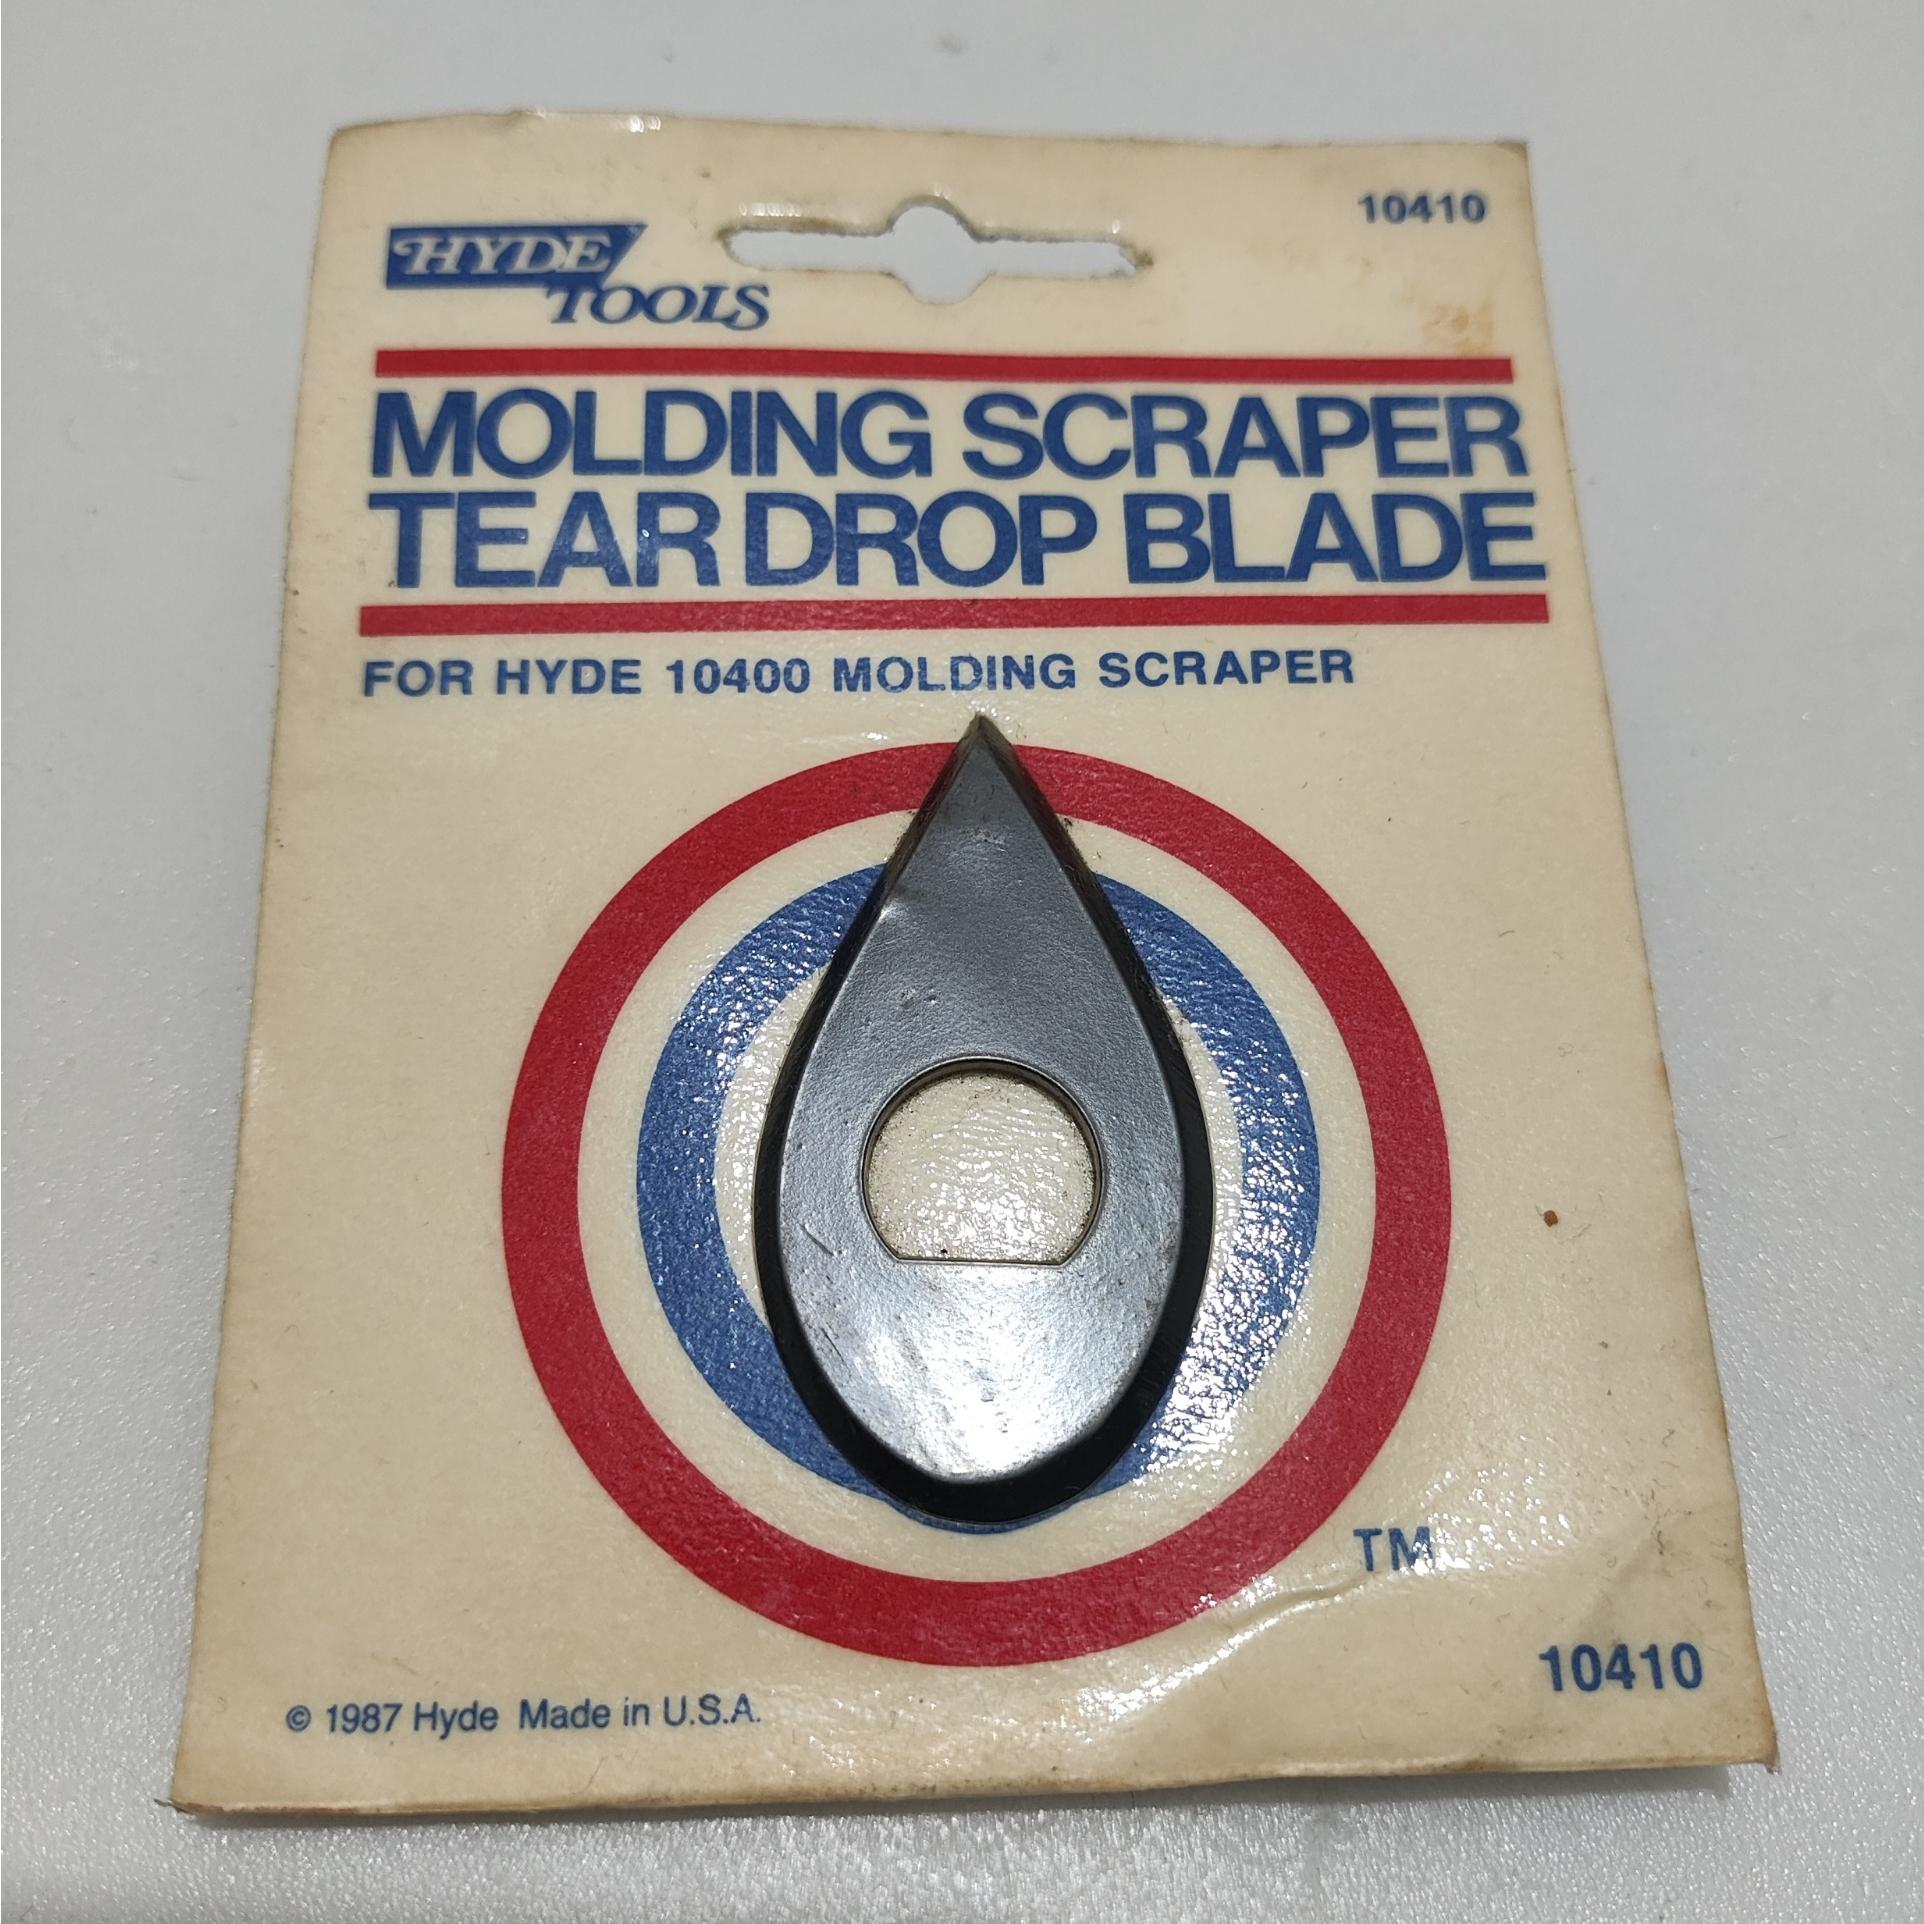 10410
HYDE
TOOLS
MOLDING SCRAPER
TEAR DROP BLADE
FOR HYDE 10400 MOLDING SCRAPER
TM
10410
© 1987 Hyde Made in U.S.A.